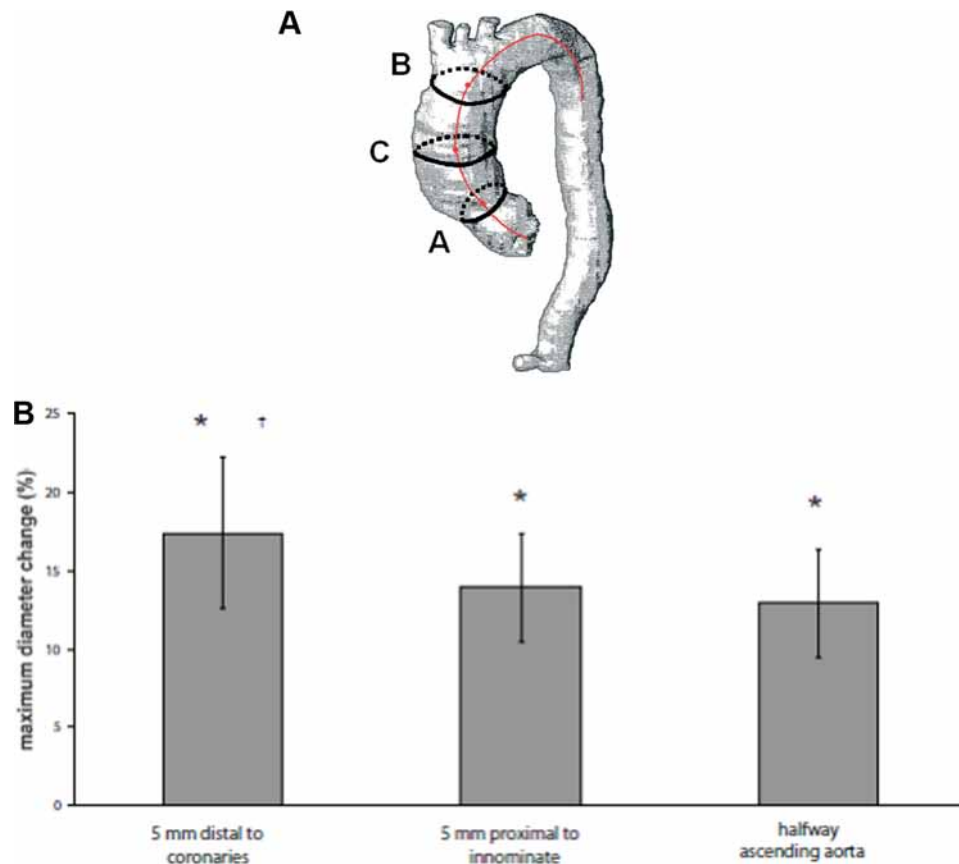 A
B
C
A
B
maximum diameter change (%)
25
20
15
10
5
0
* †
*
*
5 mm distal to
coronaries
5 mm proximal to
innominate
halfway
ascending aorta